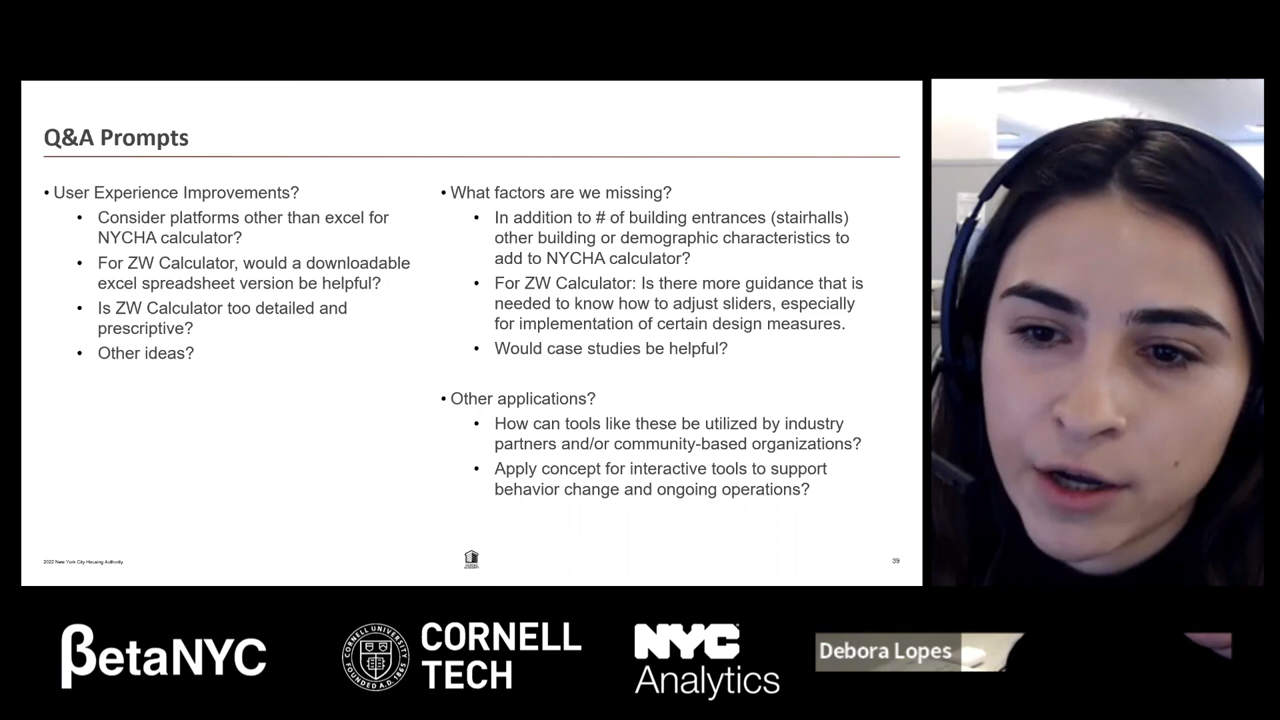 Q&A Prompts
• User Experience Improvements?
• Consider platforms other than excel for
NYCHA calculator?
• For ZW Calculator, would a downloadable
excel spreadsheet version be helpful?
• Is ZW Calculator too detailed and
prescriptive?
• Other ideas?
• What factors are we missing?
• In addition to # of building entrances (stairhalls)
other building or demographic characteristics to
add to NYCHA calculator?
• For ZW Calculator: Is there more guidance that is
needed to know how to adjust sliders, especially
for implementation of certain design measures.
• Would case studies be helpful?
• Other applications?
• How can tools like these be utilized by industry
partners and/or community-based organizations?
• Apply concept for interactive tools to support
behavior change and ongoing operations?
2022 New York City Housing Authority
39
βetaNYC
CORNELL UNIVERSITY
FOUNDED A.D. 1865
CORNELL
TECH
NYC
Analytics
Debora Lopes